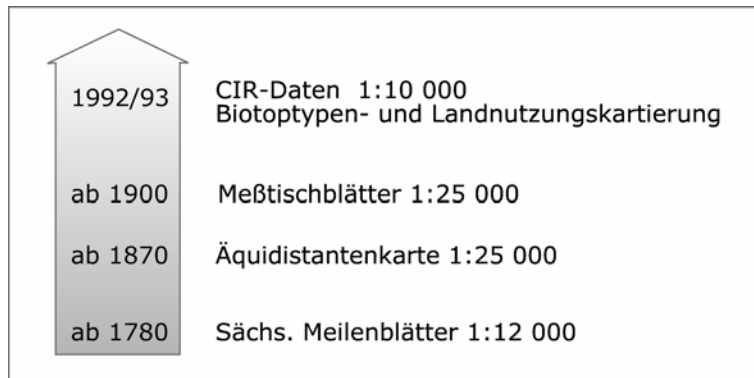 1992/93 CIR-Daten 1:10 000
Biotoptypen- und Landnutzungskartierung
ab 1900 Meßtischblätter 1:25 000
ab 1870 Äquidistantenkarte 1:25 000
ab 1780 Sächs. Meilenblätter 1:12 000